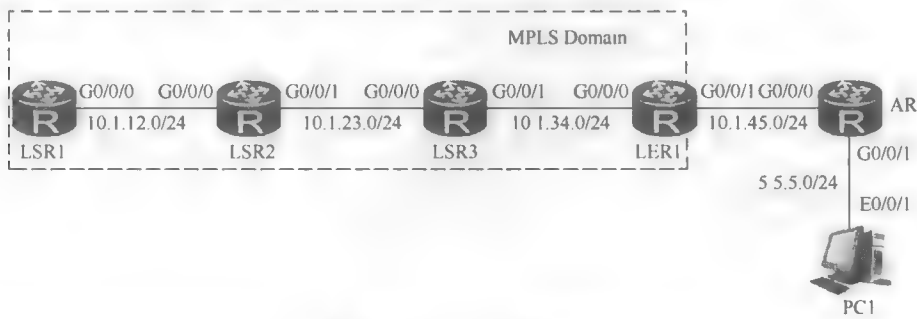 MPLS Domain
G0/0/0 G0/0/0 G0/0/1 G0/0/0 G0/0/1 G0/0/0 G0/0/1 G0/0/0 AR
R R R R R
10.1.12.0/24 10.1.23.0/24 10 1.34.0/24 10.1.45.0/24
LSR1 LSR2 LSR3 LER1 G0/0/1
5 5.5.0/24
E0/0/1
PC1